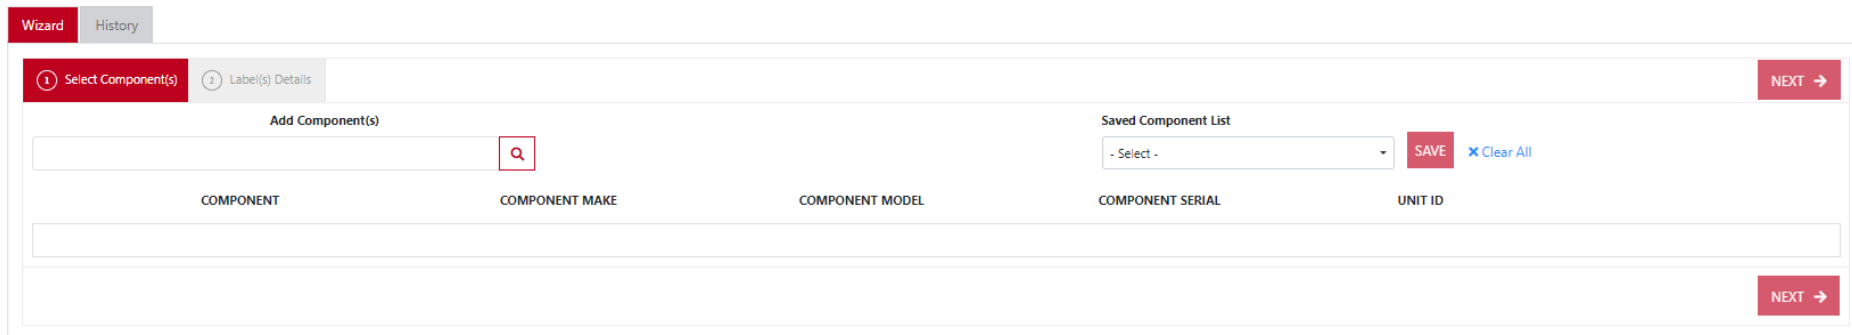 Wizard History
1 Select Component(s) 2 Label(s) Details NEXT
Add Component(s) Saved Component List
- Select - SAVE Clear All
COMPONENT COMPONENT MAKE COMPONENT MODEL COMPONENT SERIAL UNIT ID
NEXT